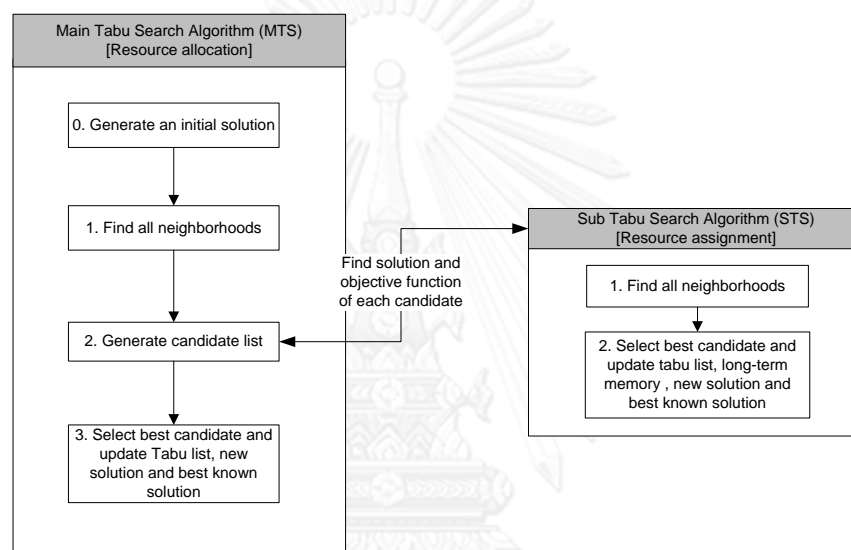 Main Tabu Search Algorithm (MTS)
[Resource allocation]
0. Generate an initial solution
1. Find all neighborhoods
2. Generate candidate list
3. Select best candidate and
update Tabu list, new
solution and best known
solution
Find solution and
objective function
of each candidate
Sub Tabu Search Algorithm (STS)
[Resource assignment]
1. Find all neighborhoods
2. Select best candidate and
update tabu list, long-term
memory , new solution and
best known solution